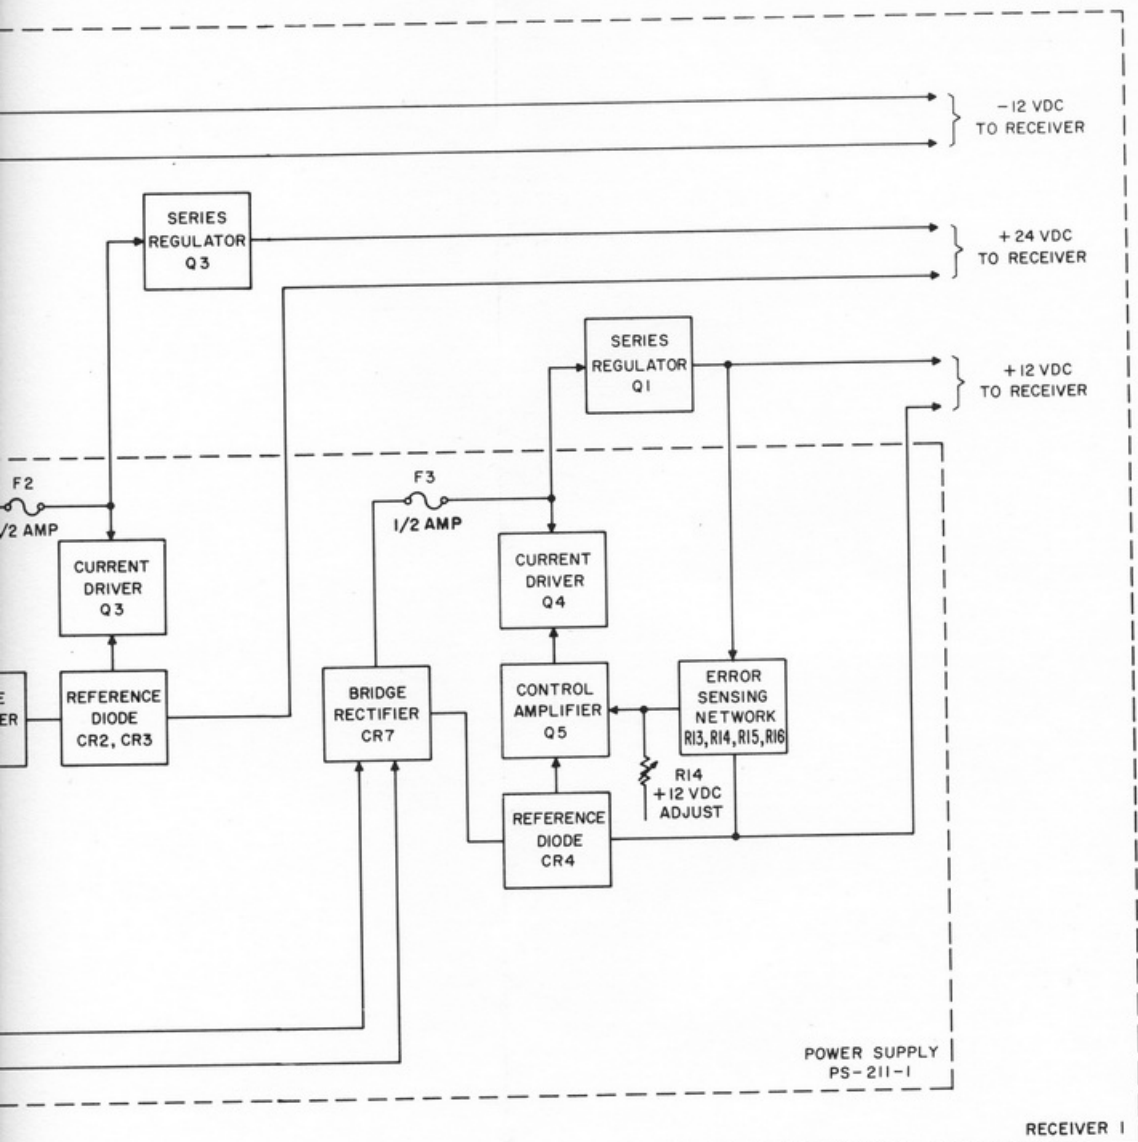 -12 VDC
TO RECEIVER
SERIES
REGULATOR
Q3
+24 VDC
TO RECEIVER
SERIES
REGULATOR
Q1
+12 VDC
TO RECEIVER
F2
1/2 AMP
F3
1/2 AMP
CURRENT
DRIVER
Q3
CURRENT
DRIVER
Q4
E
ER
REFERENCE
DIODE
CR2, CR3
BRIDGE
RECTIFIER
CR7
CONTROL
AMPLIFIER
Q5
ERROR
SENSING
NETWORK
R13, R14, R15, R16
R14
+12 VDC
ADJUST
REFERENCE
DIODE
CR4
POWER SUPPLY
PS-211-1
RECEIVER 1